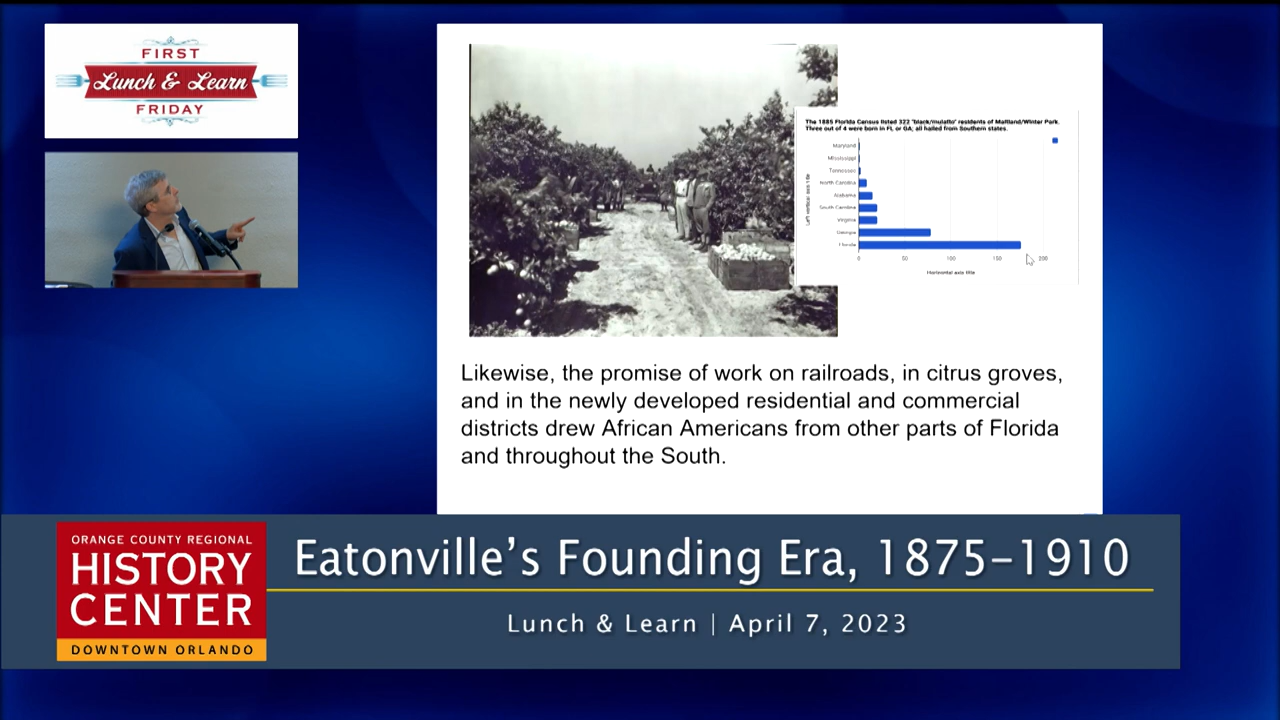 FIRST
Lunch & Learn
FRIDAY
The 1885 Florida Census listed 322 "black/mulatto" residents of Maitland/Winter Park.
Three out of 4 were born in FL or GA; all hailed from Southern states.
Left vertical axis title
Maryland
Mississippi
Tennessee
North Carolina
Alabama
South Carolina
Virginia
Georgia
Florida
0 50 100 150 200
Horizontal axis title
Likewise, the promise of work on railroads, in citrus groves,
and in the newly developed residential and commercial
districts drew African Americans from other parts of Florida
and throughout the South.
ORANGE COUNTY REGIONAL
HISTORY
CENTER
DOWNTOWN ORLANDO
Eatonville's Founding Era, 1875–1910
Lunch & Learn | April 7, 2023